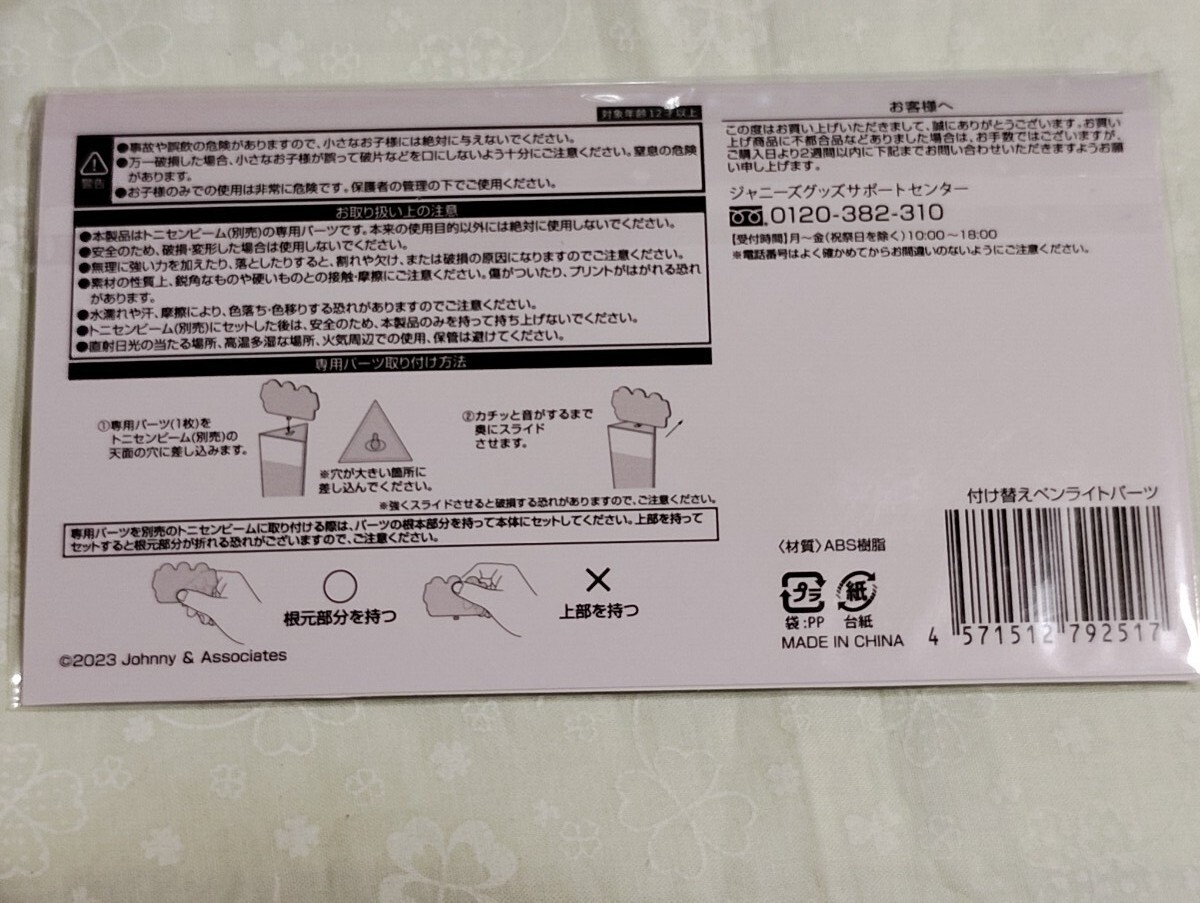 対象年齢12才以上
警告
●事故や誤飲の危険がありますので、小さなお子様には絶対に与えないでください。
●万一破損した場合、小さなお子様が誤って破片などを口にしないよう十分にご注意ください。窒息の危険
があります。
●お子様のみでの使用は非常に危険です。保護者の管理の下でご使用ください。
お取り扱い上の注意
●本製品はトニセンビーム(別売)の専用パーツです。本来の使用目的以外には絶対に使用しないでください。
●安全のため、破損・変形した場合は使用しないでください。
●無理に強い力を加えたり、落としたりすると、割れや欠け、または破損の原因になりますのでご注意ください。
●素材の性質上、鋭角なものや硬いものとの接触・摩擦にご注意ください。傷がついたり、プリントがはがれる恐れ
があります。
●水濡れや汗、摩擦により、色落ち・色移りする恐れがありますのでご注意ください。
●トニセンビーム(別売)にセットした後は、安全のため、本製品のみを持って持ち上げないでください。
●直射日光の当たる場所、高温多湿な場所、火気周辺での使用、保管は避けてください。
専用パーツ取り付け方法
①専用パーツ(1枚)を
トニセンビーム(別売)の
天面の穴に差し込みます。
※穴が大きい箇所に
差し込んでください。
②カチッと音がするまで
奥にスライド
させます。
※強くスライドさせると破損する恐れがありますので、ご注意ください。
専用パーツを別売のトニセンビームに取り付ける際は、パーツの根本部分を持って本体にセットしてください。上部を持って
セットすると根元部分が折れる恐れがございますので、ご注意ください。
根元部分を持つ
上部を持つ
©2023 Johnny & Associates
お客様へ
この度はお買い上げいただきまして、誠にありがとうございます。お買い
上げ商品に不都合品などありました場合は、お手数ではございますが、
ご購入日より2週間以内に下記までお問い合わせいただきますようお願
い申し上げます。
ジャニーズグッズサポートセンター
0120-382-310
【受付時間】月～金(祝祭日を除く)10:00～18:00
※電話番号はよく確かめてからお間違いのないようにご注意ください。
付け替えペンライトパーツ
〈材質〉ABS樹脂
プラ 紙
袋:PP 台紙
MADE IN CHINA
4 571512 792517